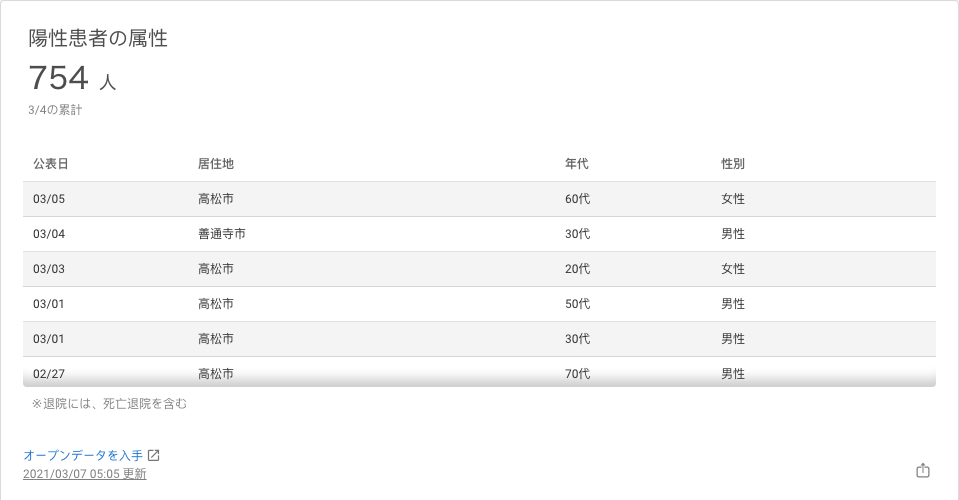 陽性患者の属性
754 人
3/4の累計
公表日 居住地 年代 性別
03/05 高松市 60代 女性
03/04 善通寺市 30代 男性
03/03 高松市 20代 女性
03/01 高松市 50代 男性
03/01 高松市 30代 男性
02/27 高松市 70代 男性
※退院には、死亡退院を含む
オープンデータを入手
2021/03/07 05:05 更新